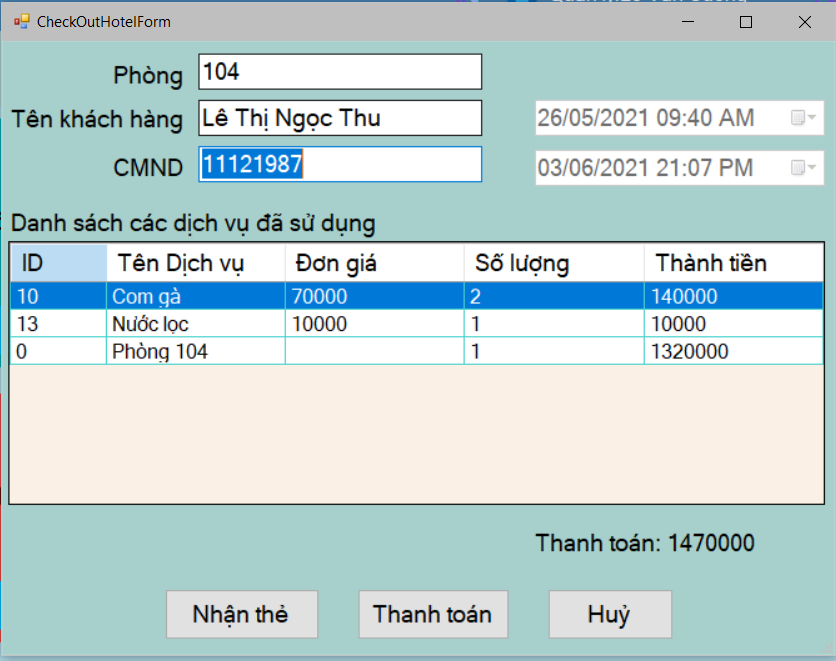 CheckOutHotelForm
Phòng 104
Tên khách hàng Lê Thị Ngọc Thu 26/05/2021 09:40 AM
CMND 11121987 03/06/2021 21:07 PM
Danh sách các dịch vụ đã sử dụng
ID Tên Dịch vụ Đơn giá Số lượng Thành tiền
10 Com gà 70000 2 140000
13 Nước lọc 10000 1 10000
0 Phòng 104 1 1320000
Thanh toán: 1470000
Nhận thẻ Thanh toán Huỷ